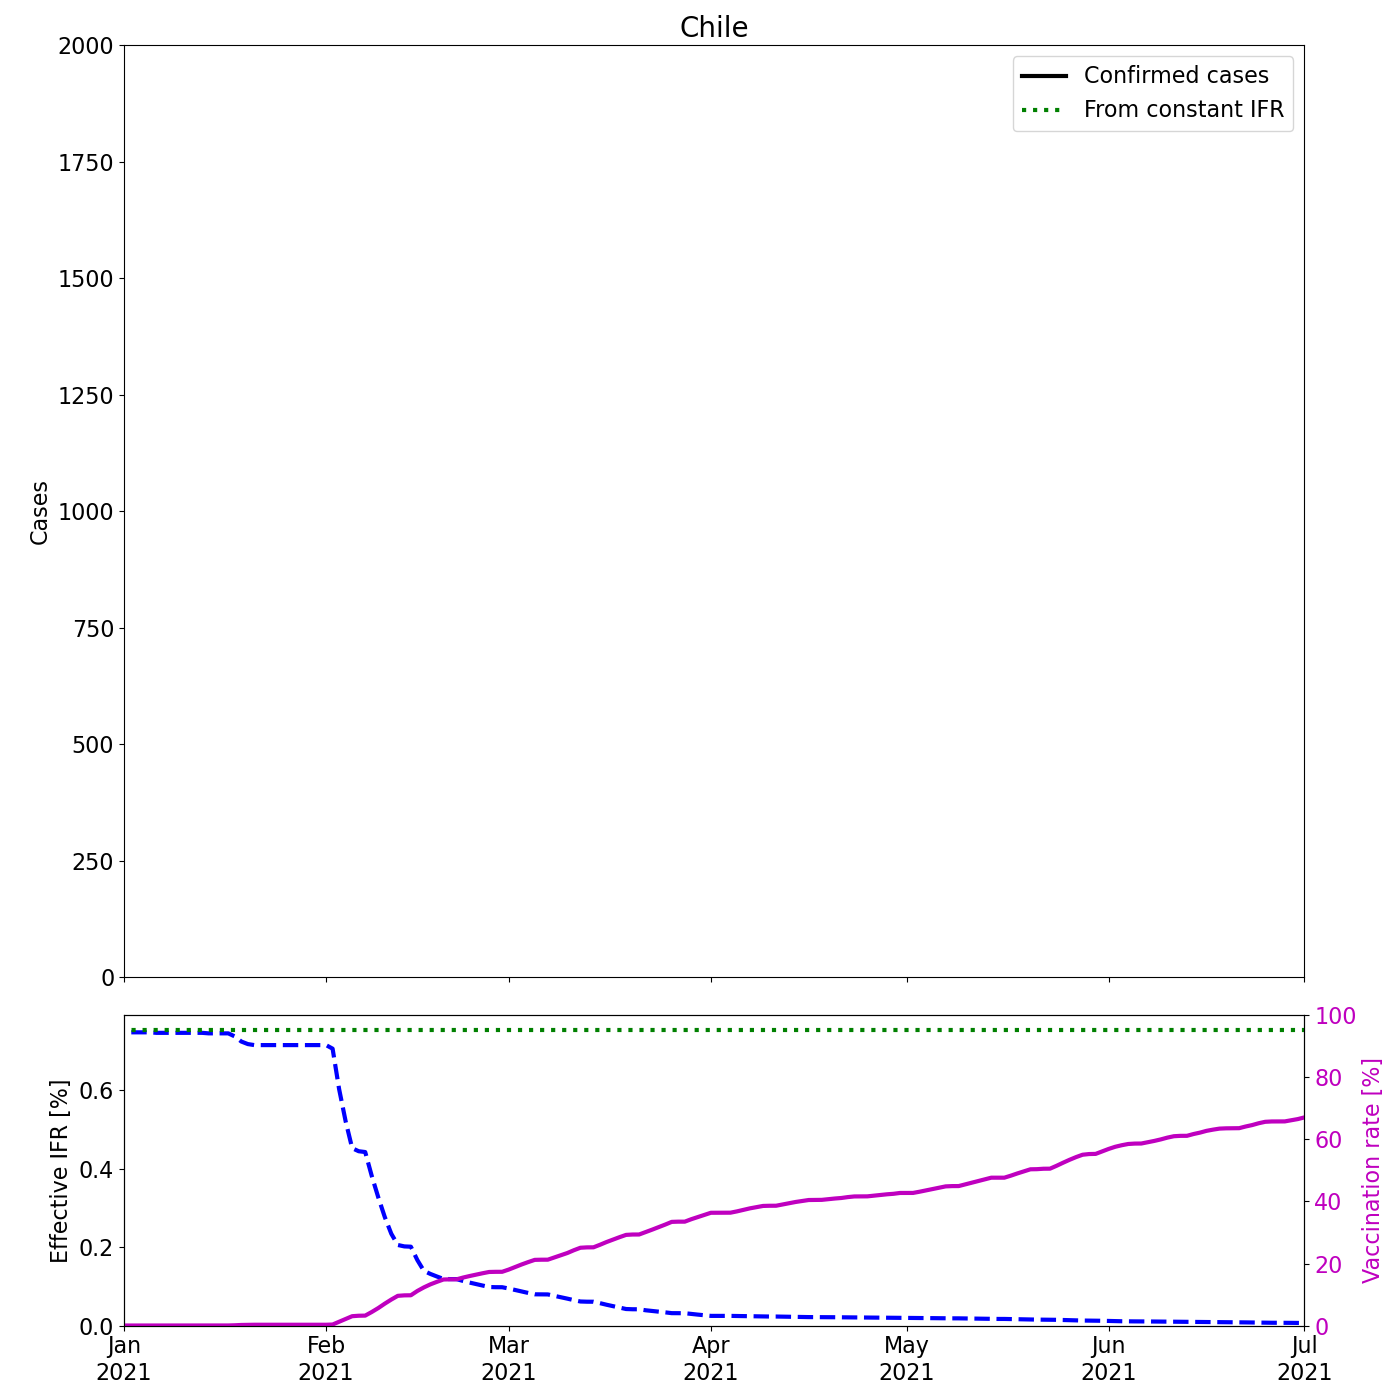 Chile
2000
1750
1500
1250
1000
750
500
250
0
Cases
Confirmed cases
From constant IFR
0.6
0.4
0.2
0.0
Effective IFR [%]
100
80
60
40
20
0
Vaccination rate [%]
Jan Feb Mar Apr May Jun Jul
2021 2021 2021 2021 2021 2021 2021